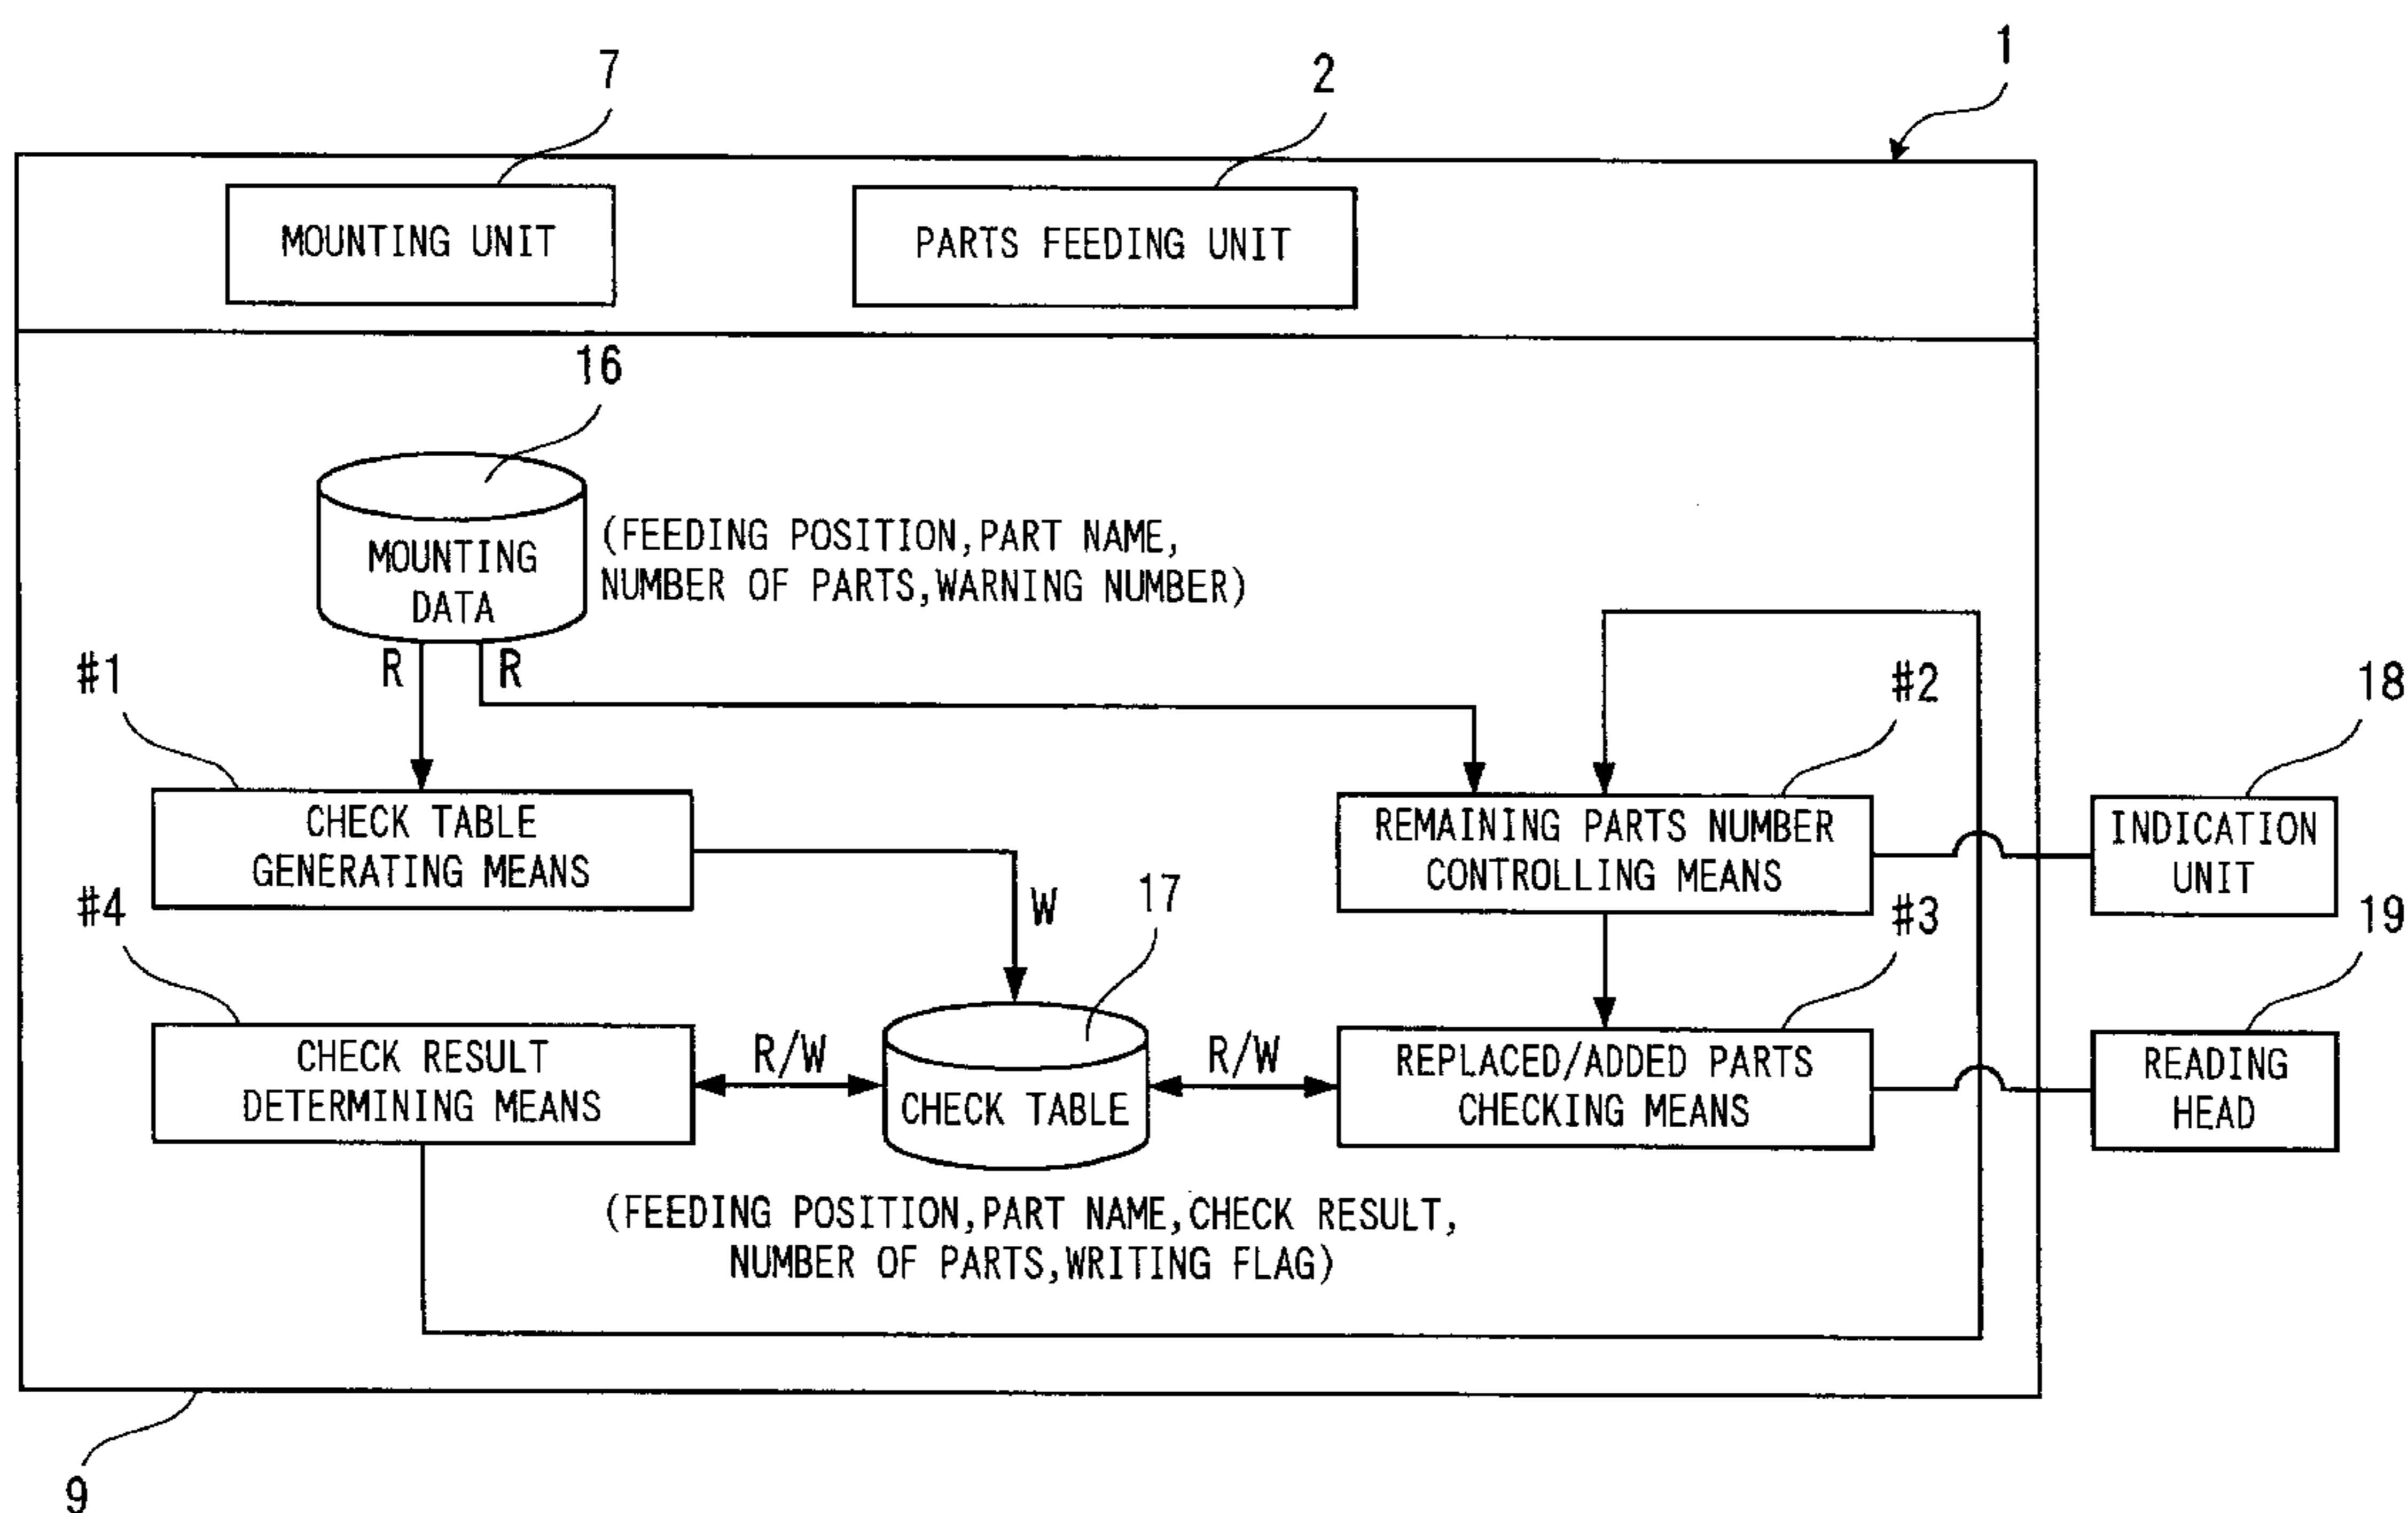 1
7
2
MOUNTING UNIT
PARTS FEEDING UNIT
16
MOUNTING
DATA
(FEEDING POSITION,PART NAME,
NUMBER OF PARTS,WARNING NUMBER)
R
R
#1
#2
18
CHECK TABLE
GENERATING MEANS
REMAINING PARTS NUMBER
CONTROLLING MEANS
INDICATION
UNIT
W
17
#4
#3
19
CHECK RESULT
DETERMINING MEANS
R/W
CHECK TABLE
R/W
REPLACED/ADDED PARTS
CHECKING MEANS
READING
HEAD
(FEEDING POSITION,PART NAME,CHECK RESULT,
NUMBER OF PARTS,WRITING FLAG)
9